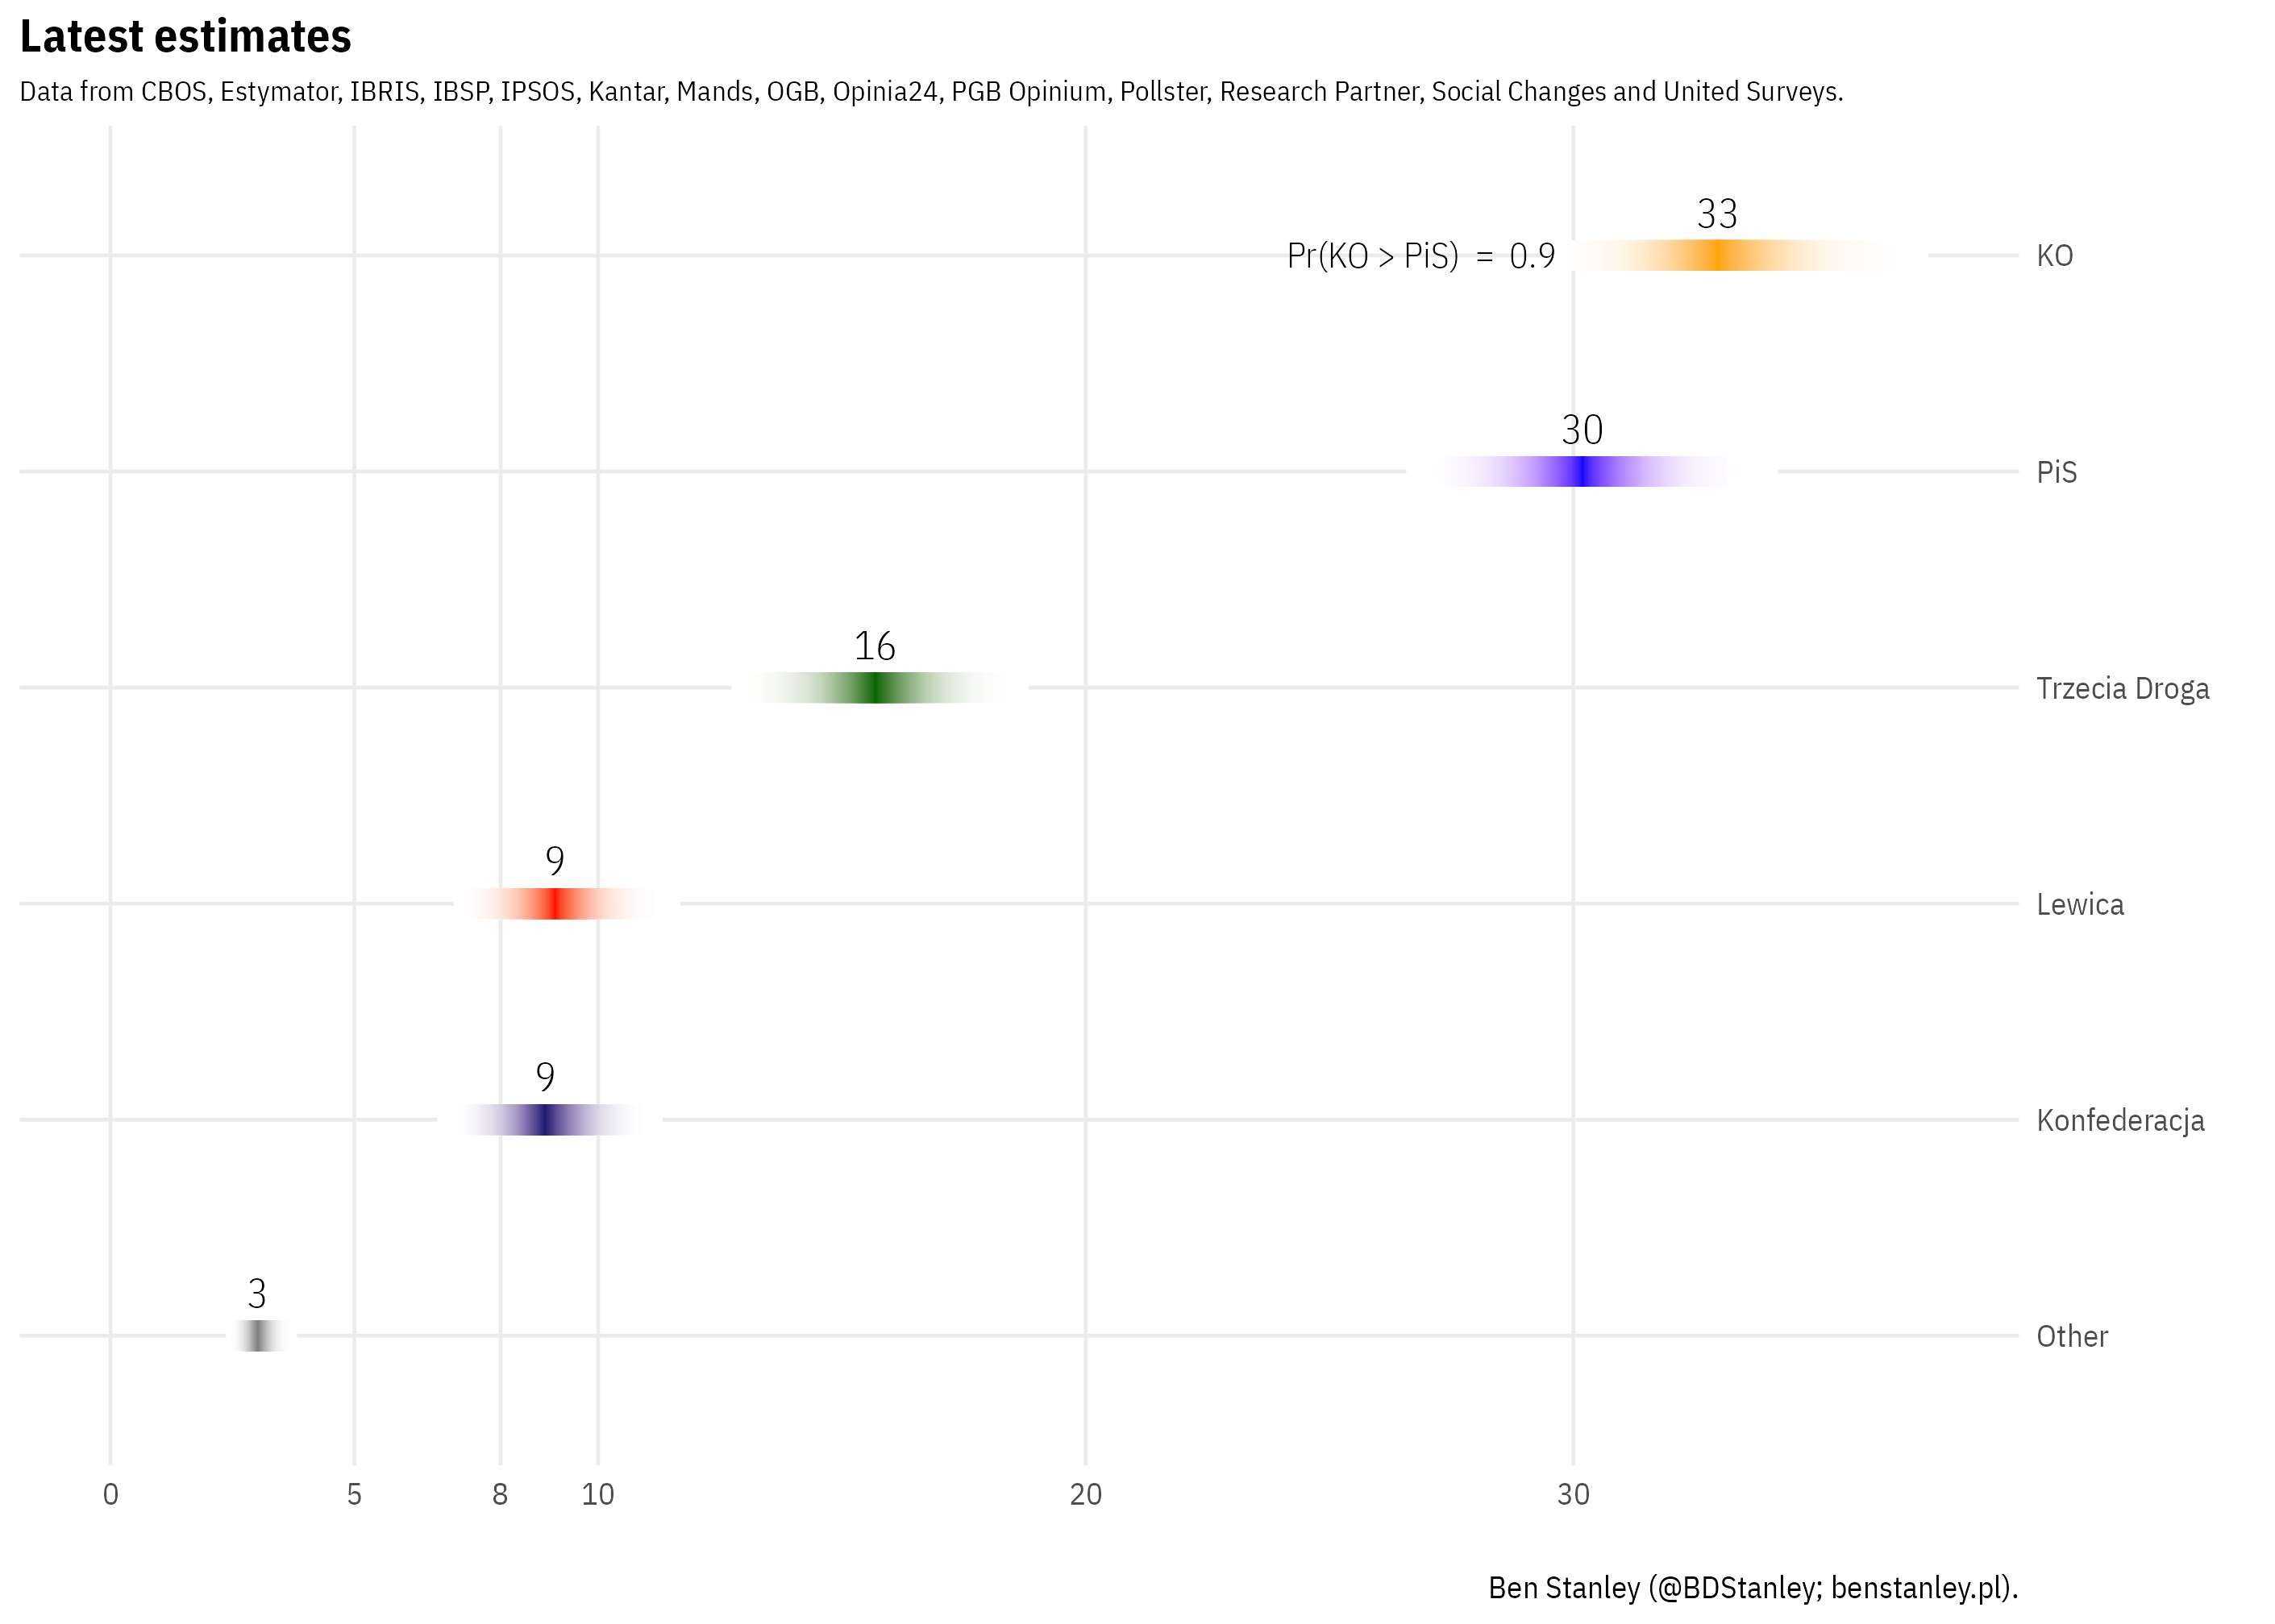 Latest estimates
Data from CBOS, Estymator, IBRIS, IBSP, IPSOS, Kantar, Mands, OGB, Opinia24, PGB Opinium, Pollster, Research Partner, Social Changes and United Surveys.
33
Pr(KO > PiS) = 0.9
KO
30
PiS
16
Trzecia Droga
9
Lewica
9
Konfederacja
3
Other
0 5 8 10 20 30
Ben Stanley (@BDStanley; benstanley.pl).